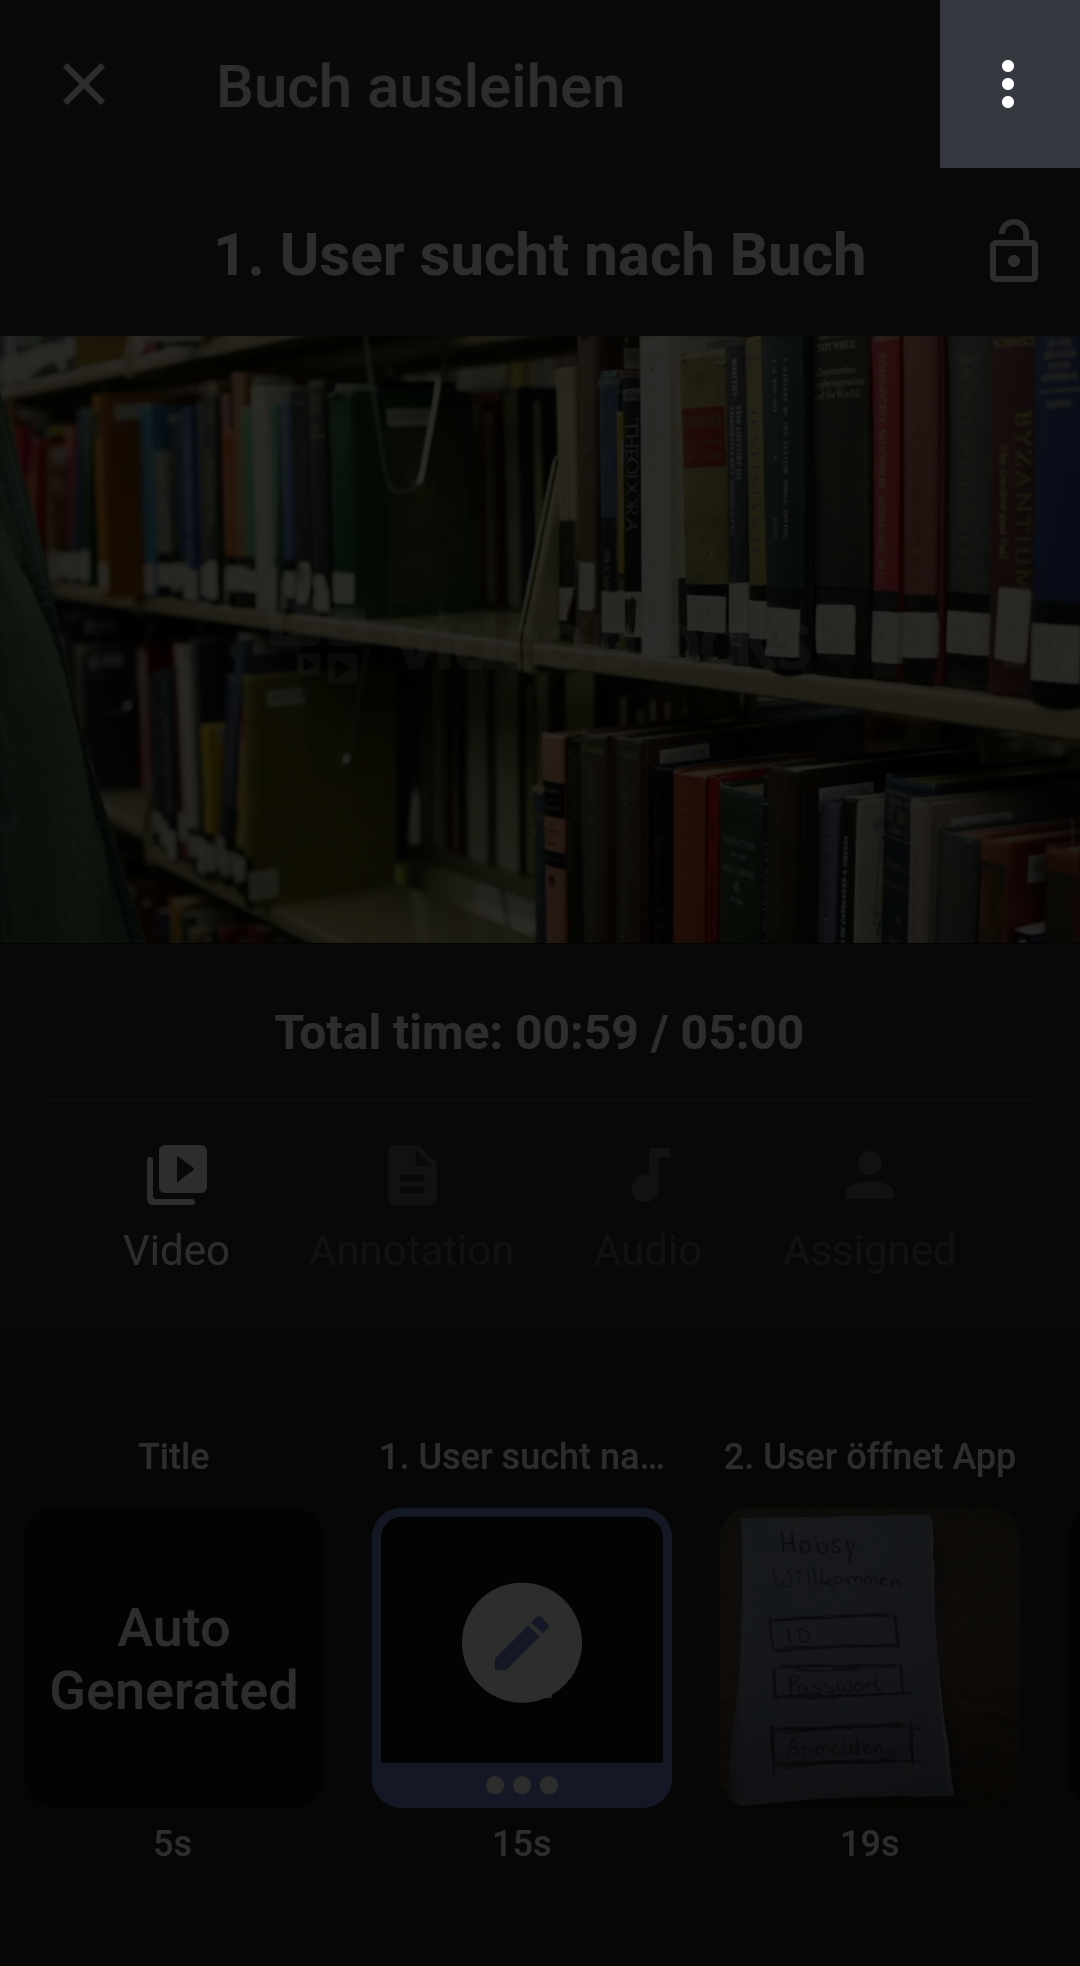 Buch ausleihen
1. User sucht nach Buch
THEODORA
BYZANTIUM
Total time: 00:59 / 05:00
Video
Annotation
Audio
Assigned
Title
1. User sucht na...
2. User öffnet App
Auto
Generated
Hobsy
Willkommen
ID
Passwort
Anmelden
5s
15s
19s